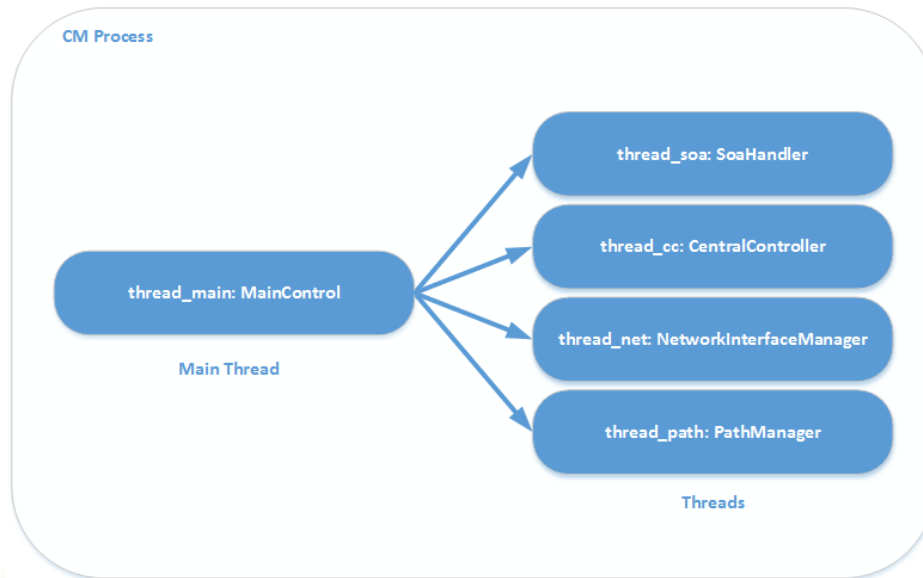 CM Process
thread_soa: SoaHandler
thread_cc: CentralController
thread_main: MainControl
thread_net: NetworkInterfaceManager
Main Thread
thread_path: PathManager
Threads